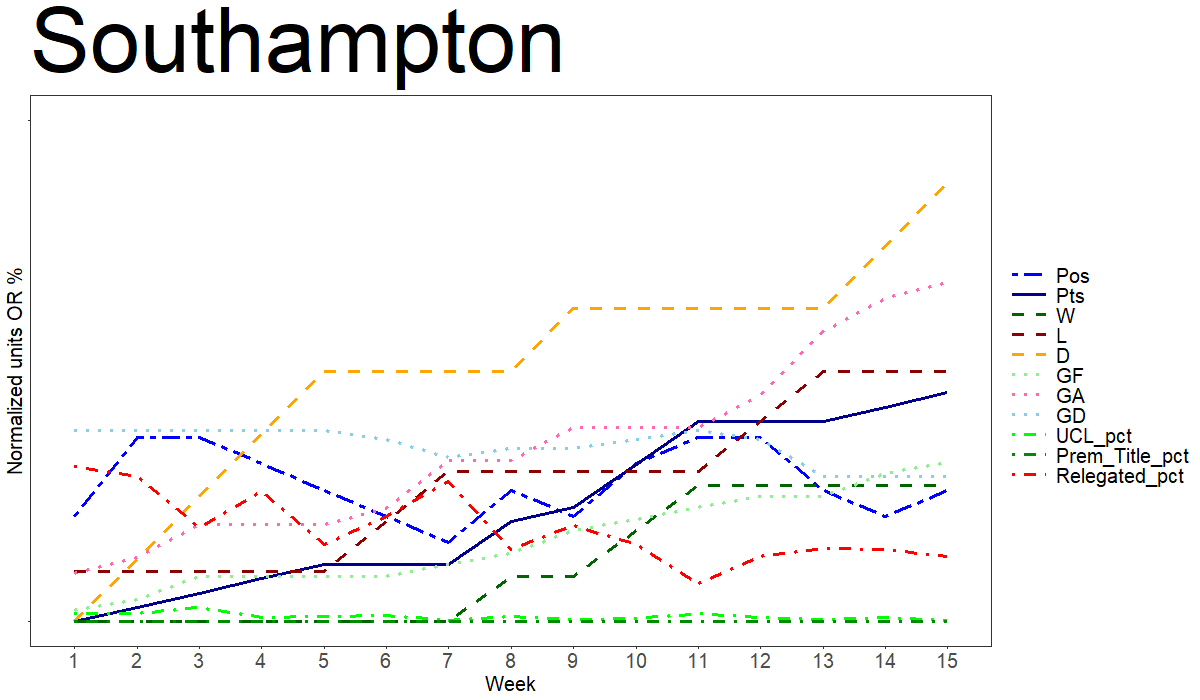 Southampton
Normalized units OR %
Pos
Pts
W
L
D
GF
GA
GD
UCL_pct
Prem_Title_pct
Relegated_pct
1 2 3 4 5 6 7 8 9 10 11 12 13 14 15
Week